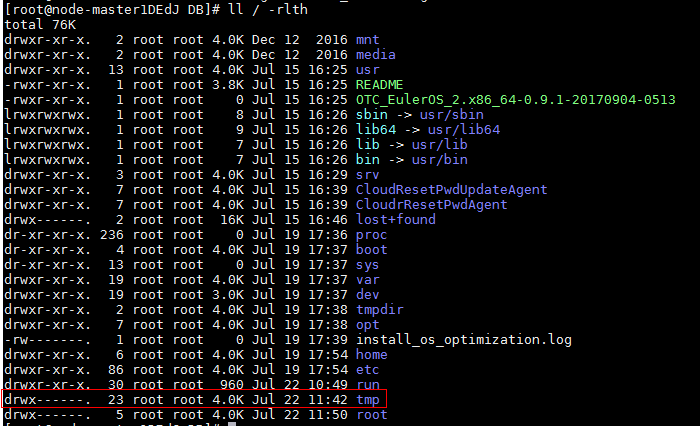 [root@node-master1DEdJ DB]# ll / -rlth
total 76K
drwxr-xr-x. 2 root root 4.0K Dec 12 2016 mnt
drwxr-xr-x. 2 root root 4.0K Dec 12 2016 media
drwxr-xr-x. 13 root root 4.0K Jul 15 16:25 usr
-rwxr-xr-x. 1 root root 3.8K Jul 15 16:25 README
-rwxr-xr-x. 1 root root 0 Jul 15 16:25 OTC_EulerOS_2.x86_64-0.9.1-20170904-0513
lrwxrwxrwx. 1 root root 8 Jul 15 16:26 sbin -> usr/sbin
lrwxrwxrwx. 1 root root 9 Jul 15 16:26 lib64 -> usr/lib64
lrwxrwxrwx. 1 root root 7 Jul 15 16:26 lib -> usr/lib
lrwxrwxrwx. 1 root root 7 Jul 15 16:26 bin -> usr/bin
drwxr-xr-x. 3 root root 4.0K Jul 15 16:29 srv
drwxr-xr-x. 7 root root 4.0K Jul 15 16:39 CloudResetPwdUpdateAgent
drwxr-xr-x. 7 root root 4.0K Jul 15 16:39 CloudrResetPwdAgent
drwx------. 2 root root 16K Jul 15 16:46 lost+found
dr-xr-xr-x. 236 root root 0 Jul 19 17:36 proc
dr-xr-xr-x. 4 root root 4.0K Jul 19 17:37 boot
dr-xr-xr-x. 13 root root 0 Jul 19 17:37 sys
drwxr-xr-x. 19 root root 4.0K Jul 19 17:37 var
drwxr-xr-x. 19 root root 3.0K Jul 19 17:37 dev
drwxr-xr-x. 2 root root 4.0K Jul 19 17:38 tmpdir
drwxr-xr-x. 7 root root 4.0K Jul 19 17:38 opt
-rw-------. 1 root root 0 Jul 19 17:39 install_os_optimization.log
drwxr-xr-x. 6 root root 4.0K Jul 19 17:54 home
drwxr-xr-x. 86 root root 4.0K Jul 19 17:54 etc
drwxr-xr-x. 30 root root 960 Jul 22 10:49 run
drwx------. 23 root root 4.0K Jul 22 11:42 tmp
drwx------. 5 root root 4.0K Jul 22 11:50 root